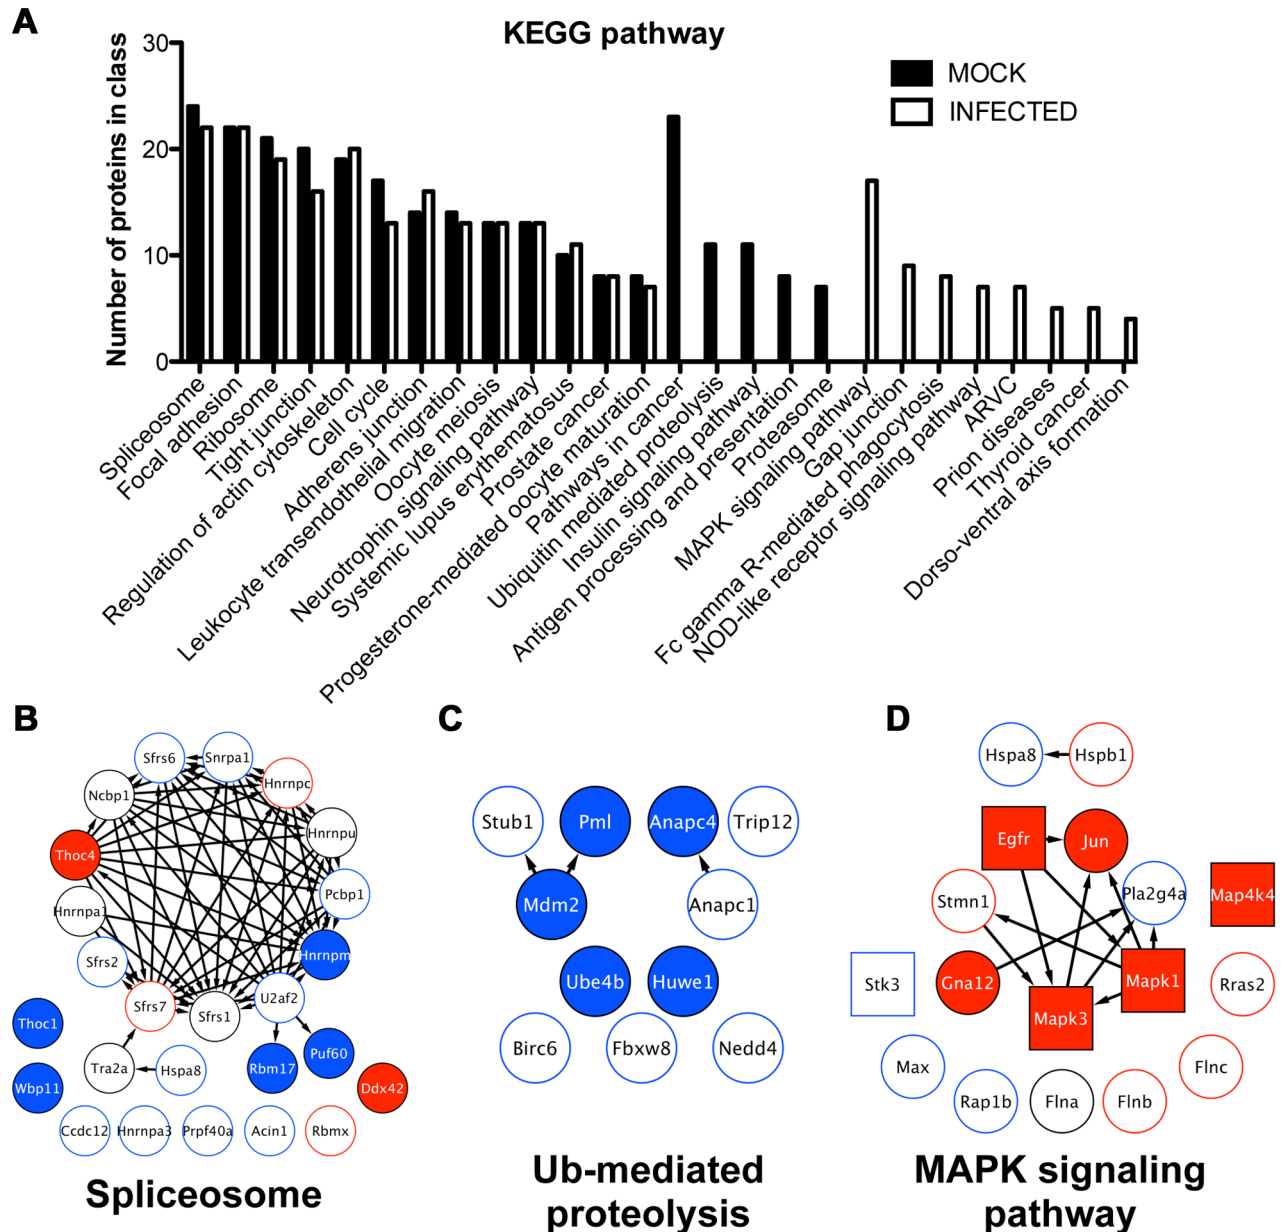 A
KEGG pathway
Number of proteins in class
30
20
10
0
MOCK
INFECTED
Spliceosome
Focal adhesion
Ribosome
Tight junction
Regulation of actin cytoskeleton
Cell cycle
Adherens junction
Leukocyte transendothelial migration
Oocyte meiosis
Neurotrophin signaling pathway
Systemic lupus erythematosus
Prostate cancer
Progesterone-mediated oocyte maturation
Pathways in cancer
Ubiquitin mediated proteolysis
Insulin signaling pathway
Antigen processing and presentation
Proteasome
MAPK signaling pathway
Gap junction
Fc gamma R-mediated phagocytosis
NOD-like receptor signaling pathway
ARVC
Prion diseases
Thyroid cancer
Dorso-ventral axis formation
B
Sfrs6
Snrpa1
Hnrnpc
Ncbp1
Hnrnpu
Thoc4
Pcbp1
Hnrnpa1
Sfrs2
Hnrnpm
Sfrs7
Sfrs1
U2af2
Thoc1
Tra2a
Hspa8
Rbm17
Puf60
Wbp11
Ddx42
Ccdc12
Hnrnpa3
Prpf40a
Acin1
Rbmx
Spliceosome
C
Stub1
Pml
Anapc4
Trip12
Mdm2
Anapc1
Ube4b
Huwe1
Birc6
Fbxw8
Nedd4
Ub-mediated
proteolysis
D
Hspa8
Hspb1
Egfr
Jun
Stmn1
Pla2g4a
Map4k4
Stk3
Gna12
Mapk1
Rras2
Mapk3
Max
Flnc
Rap1b
Flna
Flnb
MAPK signaling
pathway